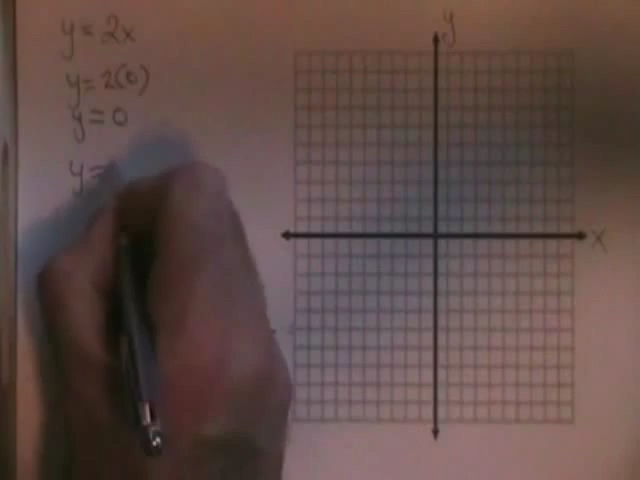 y = 2x
y = 2(0)
y = 0
y =
y
x